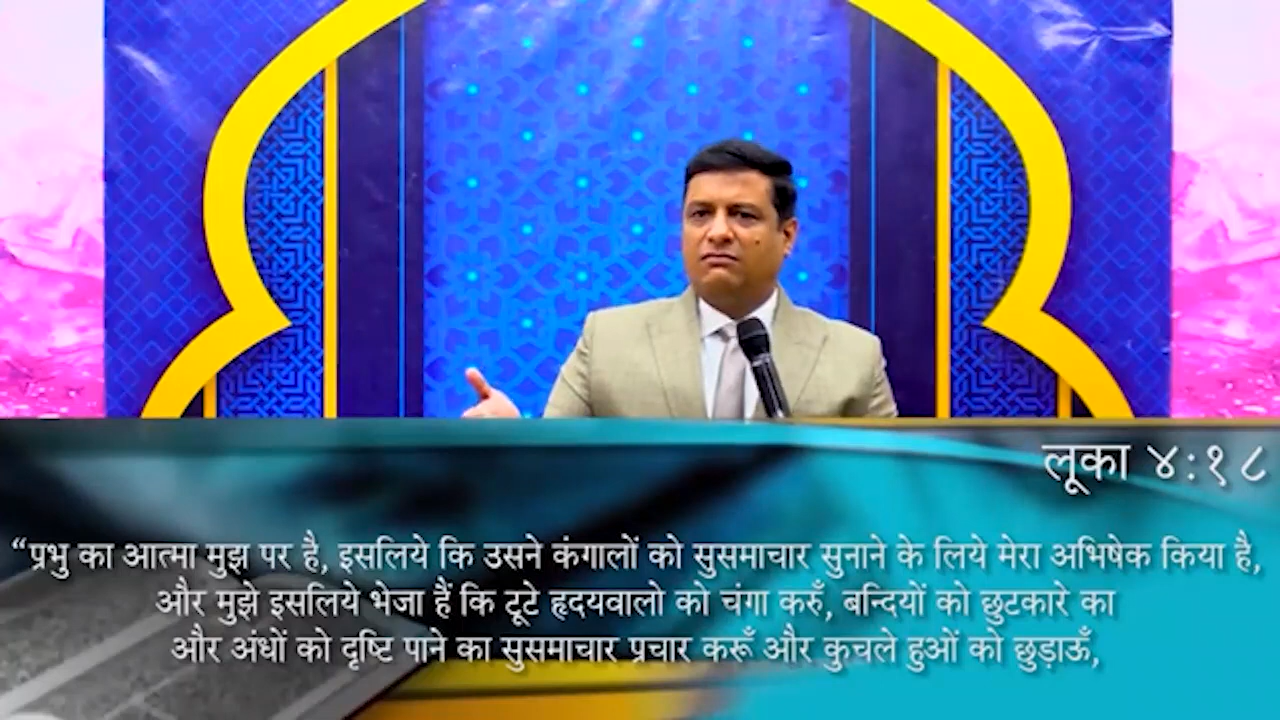 लूका ४:१८
“प्रभु का आत्मा मुझ पर है, इसलिये कि उसने कंगालों को सुसमाचार सुनाने के लिये मेरा अभिषेक किया है,
और मुझे इसलिये भेजा हैं कि टूटे हृदयवालो को चंगा करुँ, बन्दियों को छुटकारे का
और अंधों को दृष्टि पाने का सुसमाचार प्रचार करूँ और कुचले हुओं को छुड़ाऊँ,